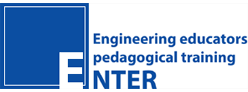 Engineering educators
pedagogical training
ENTER